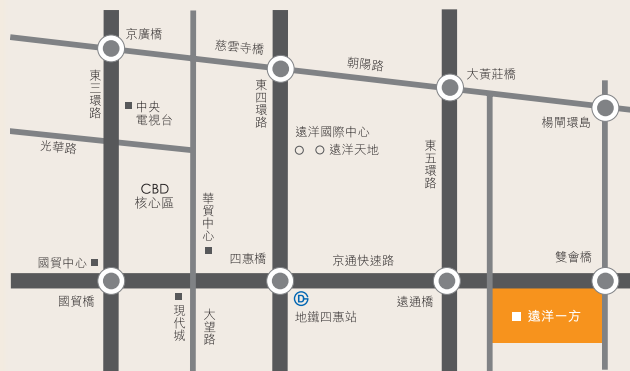 京廣橋
慈雲寺橋
朝陽路
大黃莊橋
東三環路
中央
電視台
東四環路
楊閘環島
遠洋國際中心
遠洋天地
光華路
東五環路
CBD
核心區
華貿中心
國貿中心
四惠橋
京通快速路
雙會橋
國貿橋
現代城
大望路
地鐵四惠站
遠通橋
遠洋一方